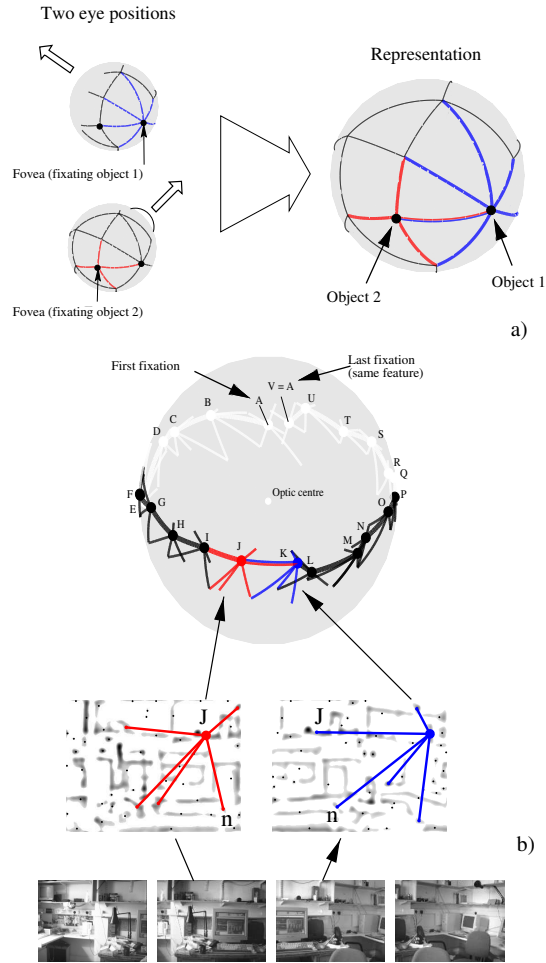 Two eye positions
Representation
Fovea (fixating object 1)
Fovea (fixating object 2)
Object 2
Object 1
a)
First fixation
Last fixation
(same feature)
V = A
A
U
B
C
D
T
S
R
Q
F
E
G
P
O
H
N
I
M
J
K
L
Optic centre
J
n
J
n
b)